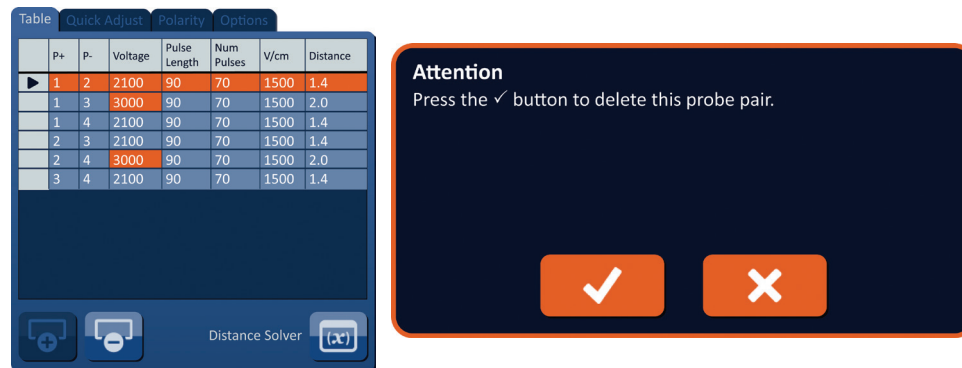 Table Quick Adjust Polarity Options
P+ P- Voltage Pulse Length Num Pulses V/cm Distance
1 2 2100 90 70 1500 1.4
1 3 3000 90 70 1500 2.0
1 4 2100 90 70 1500 1.4
2 3 2100 90 70 1500 1.4
2 4 3000 90 70 1500 2.0
3 4 2100 90 70 1500 1.4
Distance Solver (x)
Attention
Press the ✓ button to delete this probe pair.